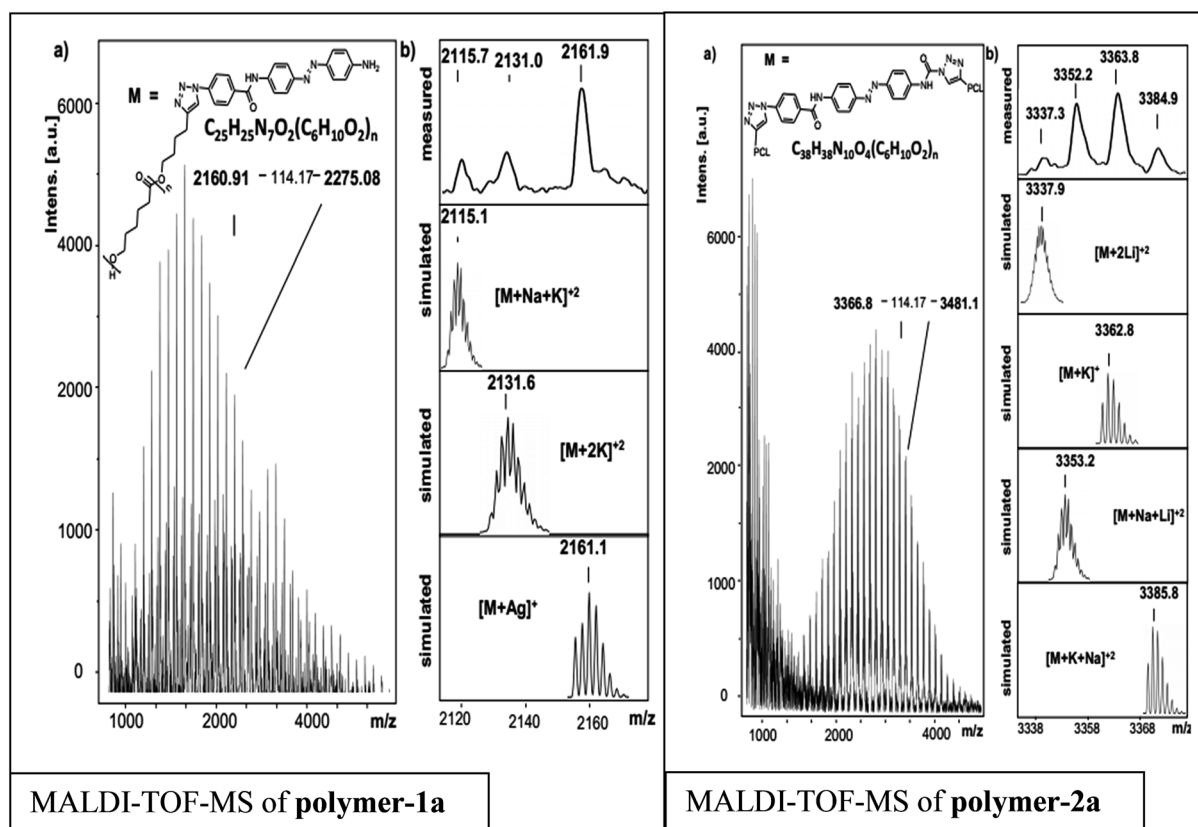 a)
M =
N=N
N
N
N
NH
O
N
N
NH₂
O
O
n
O
H
C₂₅H₂₅N₇O₂(C₆H₁₀O₂)n
2160.91 - 114.17 - 2275.08
Intens. [a.u.]
6000
4000
2000
1000
0
1000
2000
4000
m/z
b)
2115.7
2131.0
2161.9
measured
2115.1
simulated
[M+Na+K]⁺²
2131.6
simulated
[M+2K]⁺²
2161.1
simulated
[M+Ag]⁺
2120
2140
2160
m/z
MALDI-TOF-MS of polymer-1a
a)
M =
O
N
N=N
PCL
NH
N
N
NH
O
N
N
N
PCL
C₃₈H₃₈N₁₀O₄(C₆H₁₀O₂)n
3366.8 - 114.17 - 3481.1
Intens. [a.u.]
6000
4000
2000
1000
0
1000
2000
4000
m/z
b)
3337.3
3352.2
3363.8
3384.9
measured
3337.9
simulated
[M+2Li]⁺²
3362.8
simulated
[M+K]⁺
3353.2
simulated
[M+Na+Li]⁺²
3385.8
simulated
[M+K+Na]⁺²
3338
3358
3368
m/z
MALDI-TOF-MS of polymer-2a